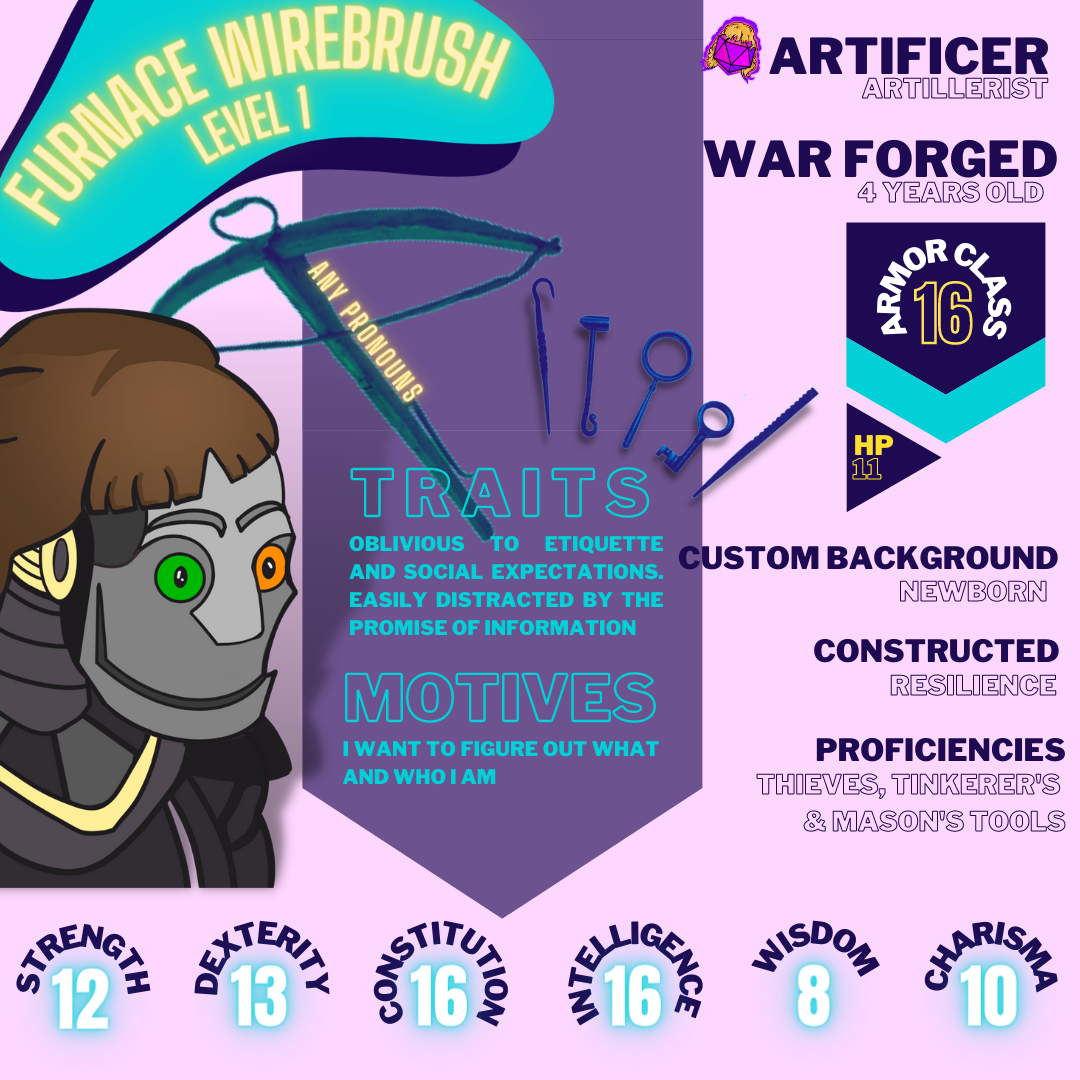 FURNACE WIREBRUSH
LEVEL 1
ARTIFICER
ARTILLERIST
WAR FORGED
4 YEARS OLD
ARMOR CLASS
16
HP
11
ANY PRONOUNS
TRAITS
OBLIVIOUS TO ETIQUETTE
AND SOCIAL EXPECTATIONS.
EASILY DISTRACTED BY THE
PROMISE OF INFORMATION
MOTIVES
I WANT TO FIGURE OUT WHAT
AND WHO I AM
CUSTOM BACKGROUND
NEWBORN
CONSTRUCTED
RESILIENCE
PROFICIENCIES
THIEVES, TINKERER'S
& MASON'S TOOLS
STRENGTH
12
DEXTERITY
13
CONSTITUTION
16
INTELLIGENCE
16
WISDOM
8
CHARISMA
10